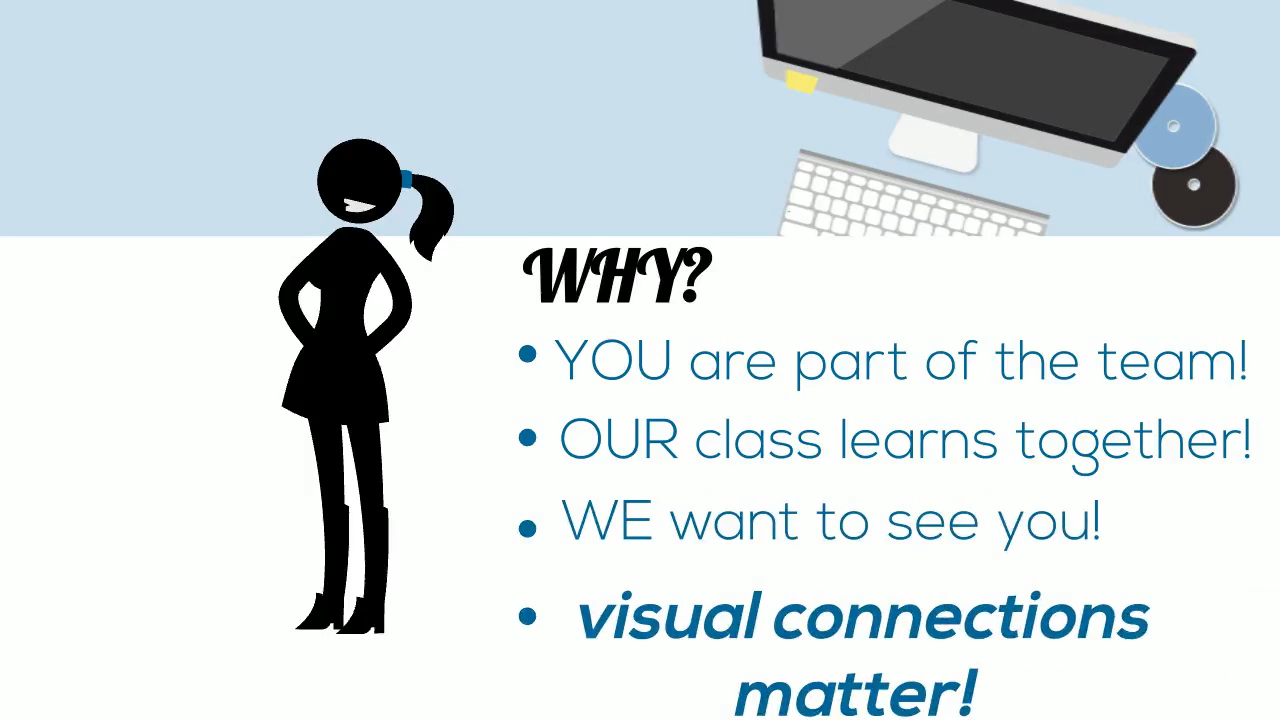 WHY?
• YOU are part of the team!
• OUR class learns together!
• WE want to see you!
• visual connections
matter!